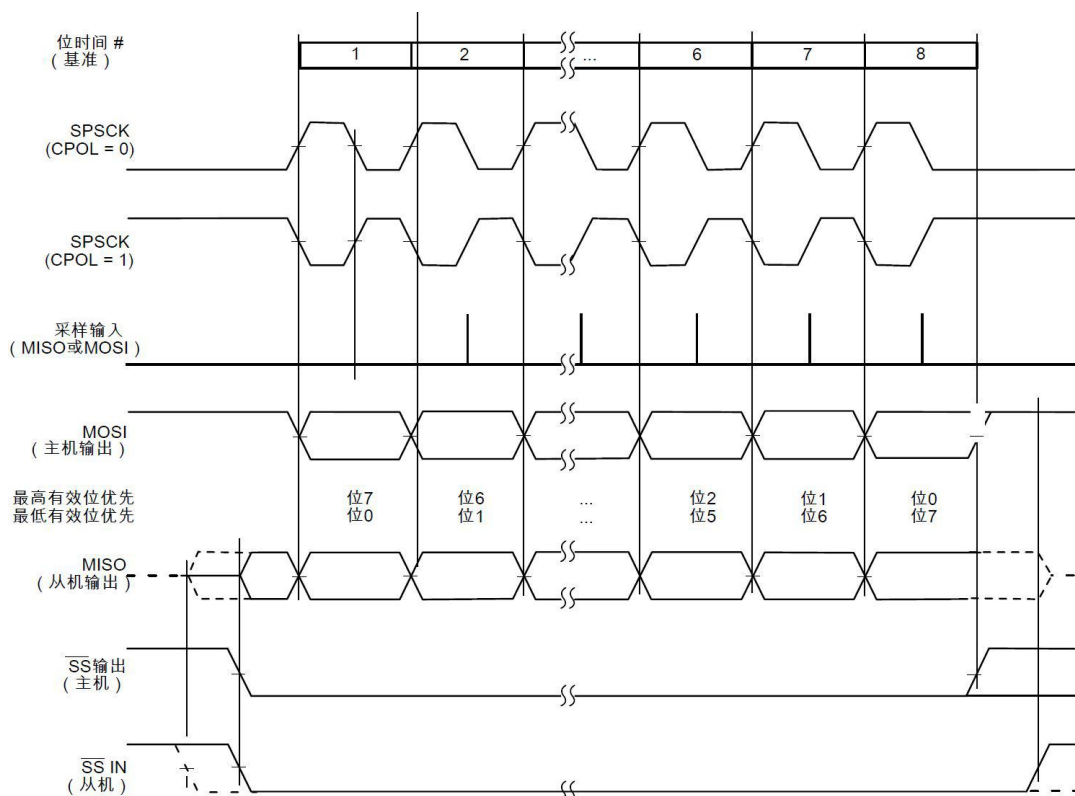 位时间 #
（基准）
1 2 ... 6 7 8
SPSCK
(CPOL = 0)
SPSCK
(CPOL = 1)
采样输入
（MISO或MOSI）
MOSI
（主机输出）
最高有效位优先 位7 位6 ... 位2 位1 位0
最低有效位优先 位0 位1 ... 位5 位6 位7
MISO
（从机输出）
SS输出
（主机）
SS IN
（从机）